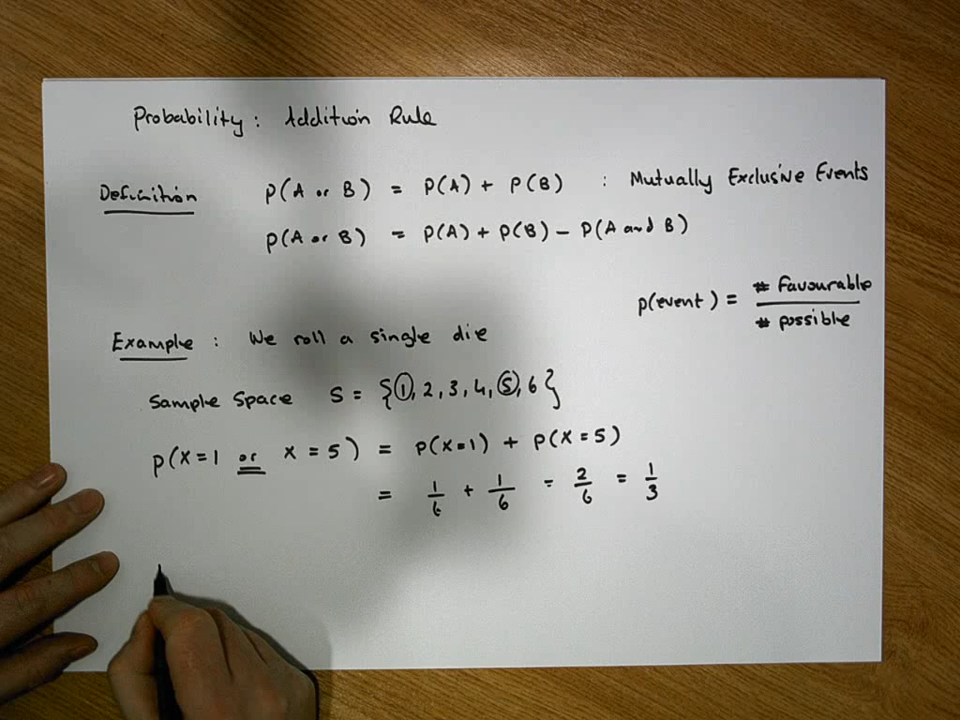 Probability : Addition Rule
Definition P(A or B) = P(A) + P(B) : Mutually Exclusive Events
P(A or B) = P(A) + P(B) - P(A and B)
P(event) = # favourable / # possible
Example : We roll a single die
Sample Space S = {1, 2, 3, 4, 5, 6}
P(X=1 or X=5) = P(X=1) + P(X=5)
= 1/6 + 1/6 = 2/6 = 1/3